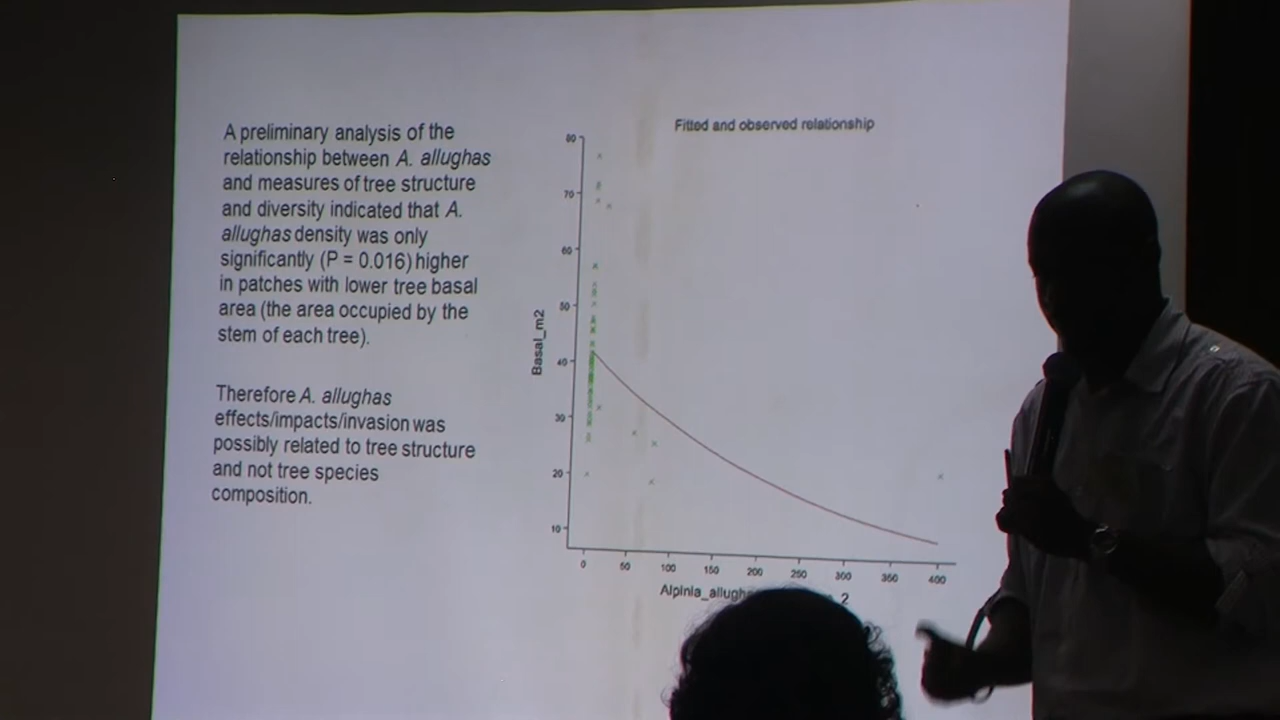 A preliminary analysis of the
relationship between A. allughas
and measures of tree structure
and diversity indicated that A.
allughas density was only
significantly (P = 0.016) higher
in patches with lower tree basal
area (the area occupied by the
stem of each tree).
Therefore A. allughas
effects/impacts/invasion was
possibly related to tree structure
and not tree species
composition.
Fitted and observed relationship
Basal_m2
80
70
60
50
40
30
20
10
0 50 100 150 200 250 300 350 400
Alpinia_allugha 2